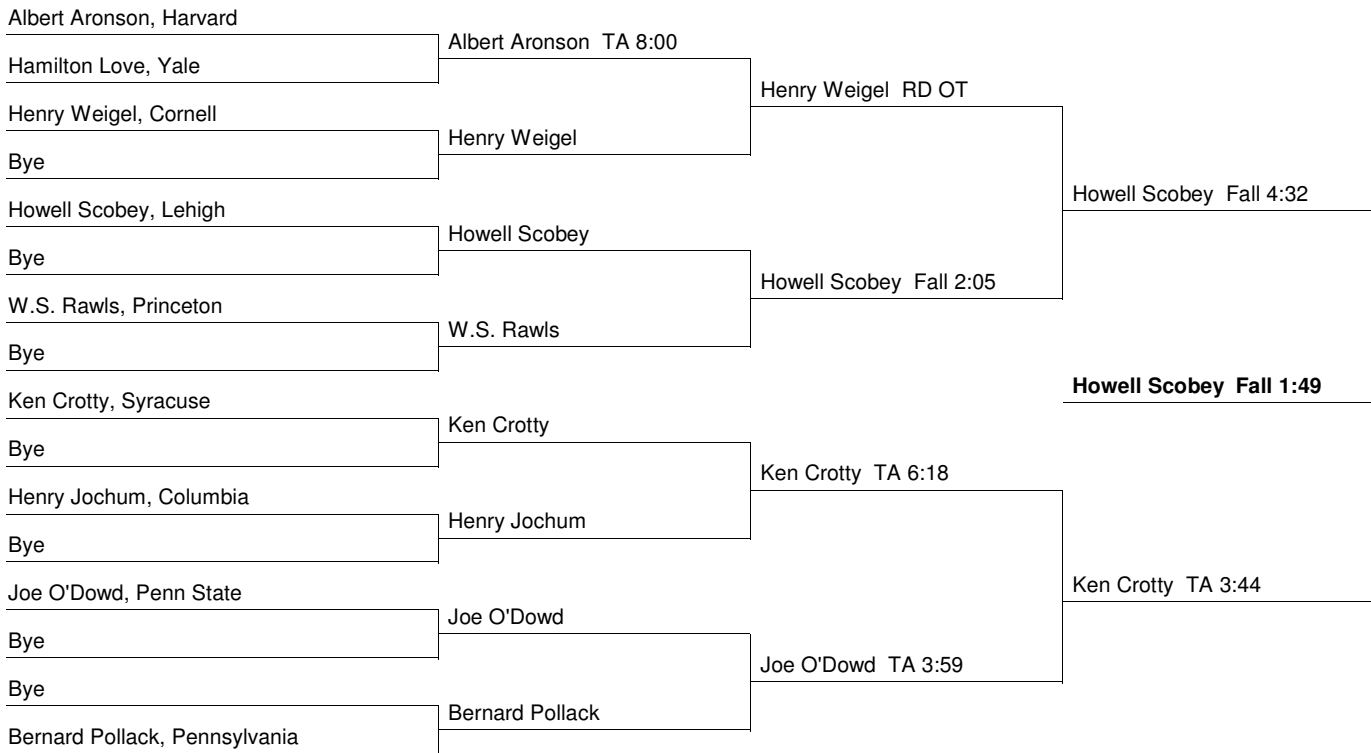 Albert Aronson, Harvard
Hamilton Love, Yale
Henry Weigel, Cornell
Bye
Howell Scobey, Lehigh
Bye
W.S. Rawls, Princeton
Bye
Ken Crotty, Syracuse
Bye
Henry Jochum, Columbia
Bye
Joe O'Dowd, Penn State
Bye
Bye
Bernard Pollack, Pennsylvania
Albert Aronson TA 8:00
Henry Weigel
Howell Scobey
W.S. Rawls
Ken Crotty
Henry Jochum
Joe O'Dowd
Bernard Pollack
Henry Weigel RD OT
Howell Scobey Fall 2:05
Ken Crotty TA 6:18
Joe O'Dowd TA 3:59
Howell Scobey Fall 4:32
Howell Scobey Fall 1:49
Ken Crotty TA 3:44